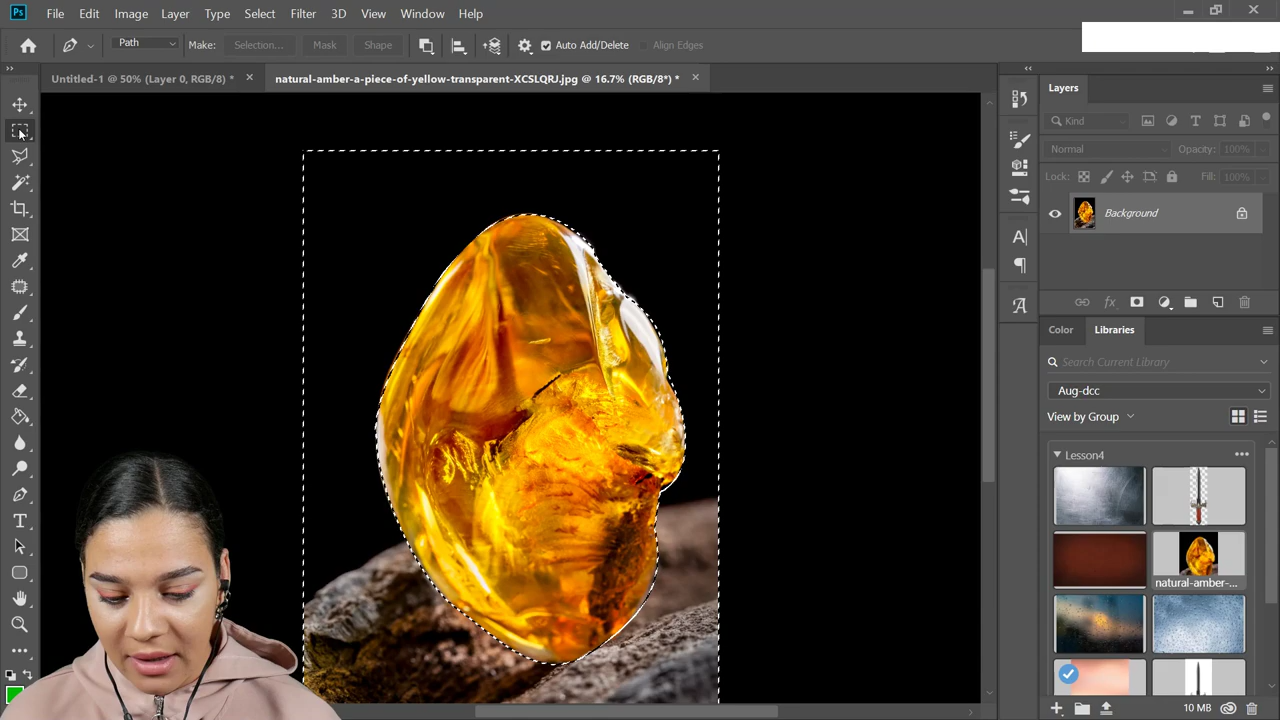 Ps File Edit Image Layer Type Select Filter 3D View Window Help
Path Make: Selection... Mask Shape Auto Add/Delete Align Edges
Untitled-1 @ 50% (Layer 0, RGB/8) * natural-amber-a-piece-of-yellow-transparent-XCSLQRJ.jpg @ 16.7% (RGB/8*) *
Layers
Kind
Normal Opacity: 100%
Lock: Fill: 100%
Background
Color Libraries
Search Current Library
Aug-dcc
View by Group
Lesson4
natural-amber-...
10 MB